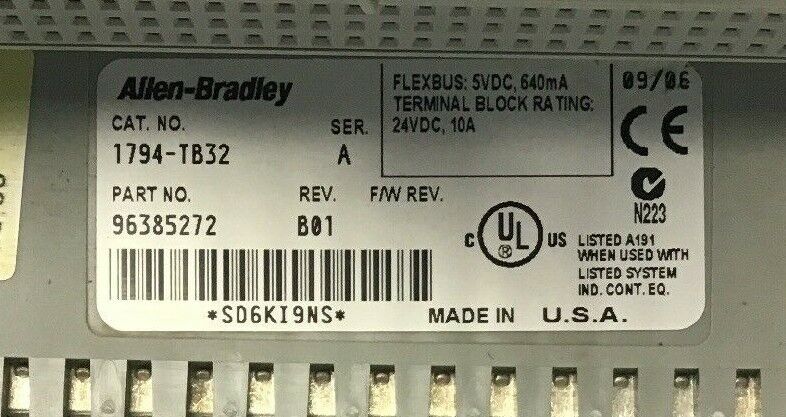 Allen-Bradley
FLEXBUS: 5VDC, 640mA
TERMINAL BLOCK RATING:
24VDC, 10A
09/06
CAT. NO. SER.
1794-TB32 A
CE
PART NO. REV. F/W REV.
96385272 B01
N223
C UL US
®
LISTED A191
WHEN USED WITH
LISTED SYSTEM
IND. CONT. EQ.
*SD6KI9NS*
MADE IN U.S.A.